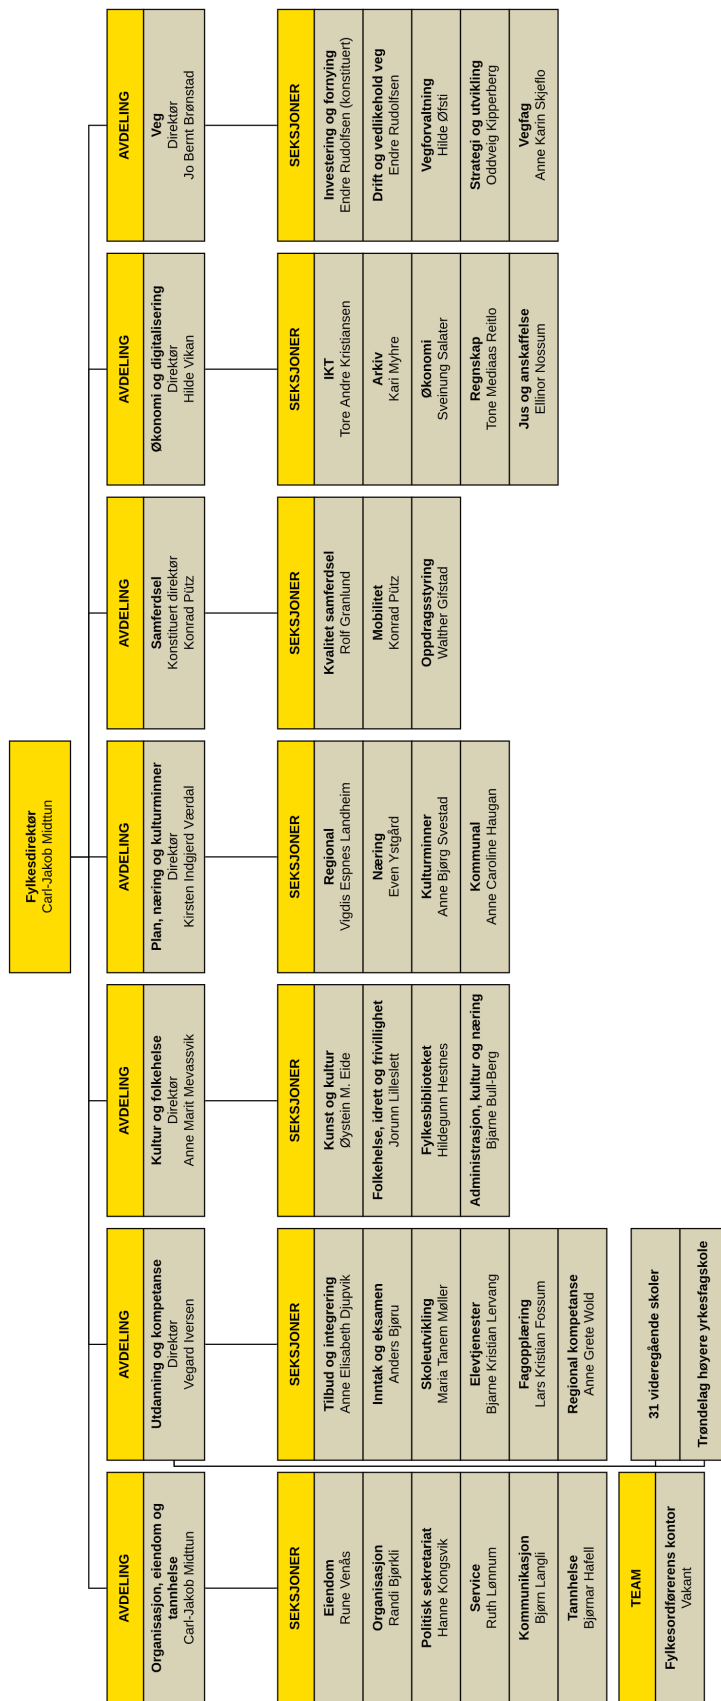 Fylkesdirektør
Carl-Jakob Midttun
AVDELING
Organisasjon, eiendom og
tannhelse
Carl-Jakob Midttun
SEKSJONER
Eiendom
Rune Venås
Organisasjon
Randi Bjørkli
Politisk sekretariat
Hanne Kongsvik
Service
Ruth Lønnum
Kommunikasjon
Bjørn Langli
Tannhelse
Bjørnar Hafell
TEAM
Fylkesordførerens kontor
Vakant
AVDELING
Utdanning og kompetanse
Direktør
Vegard Iversen
SEKSJONER
Tilbud og integrering
Anne Elisabeth Djupvik
Inntak og eksamen
Anders Bjøru
Skoleutvikling
Maria Tanem Møller
Elevtjenester
Bjarne Kristian Lervang
Fagopplæring
Lars Kristian Fossum
Regional kompetanse
Anne Grete Wold
31 videregående skoler
Trøndelag høyere yrkesfagskole
AVDELING
Kultur og folkehelse
Direktør
Anne Marit Mevassvik
SEKSJONER
Kunst og kultur
Øystein M. Eide
Folkehelse, idrett og frivillighet
Jorunn Lilleslett
Fylkesbiblioteket
Hildegunn Hestnes
Administrasjon, kultur og næring
Bjarne Bull-Berg
AVDELING
Plan, næring og kulturminner
Direktør
Kirsten Indgjerd Værdal
SEKSJONER
Regional
Vigdis Espnes Landheim
Næring
Even Ystgård
Kulturminner
Anne Bjørg Svestad
Kommunal
Anne Caroline Haugan
AVDELING
Samferdsel
Konstituert direktør
Konrad Pütz
SEKSJONER
Kvalitet samferdsel
Rolf Granlund
Mobilitet
Konrad Pütz
Oppdragsstyring
Walther Gifstad
AVDELING
Økonomi og digitalisering
Direktør
Hilde Vikan
SEKSJONER
IKT
Tore Andre Kristiansen
Arkiv
Kari Myhre
Økonomi
Sveinung Salater
Regnskap
Tone Mediaas Reitlo
Jus og anskaffelse
Ellinor Nossum
AVDELING
Veg
Direktør
Jo Bernt Brønstad
SEKSJONER
Investering og fornying
Endre Rudolfsen (konstituert)
Drift og vedlikehold veg
Endre Rudolfsen
Vegforvaltning
Hilde Øfsti
Strategi og utvikling
Oddveig Kipperberg
Vegfag
Anne Karin Skjeflo